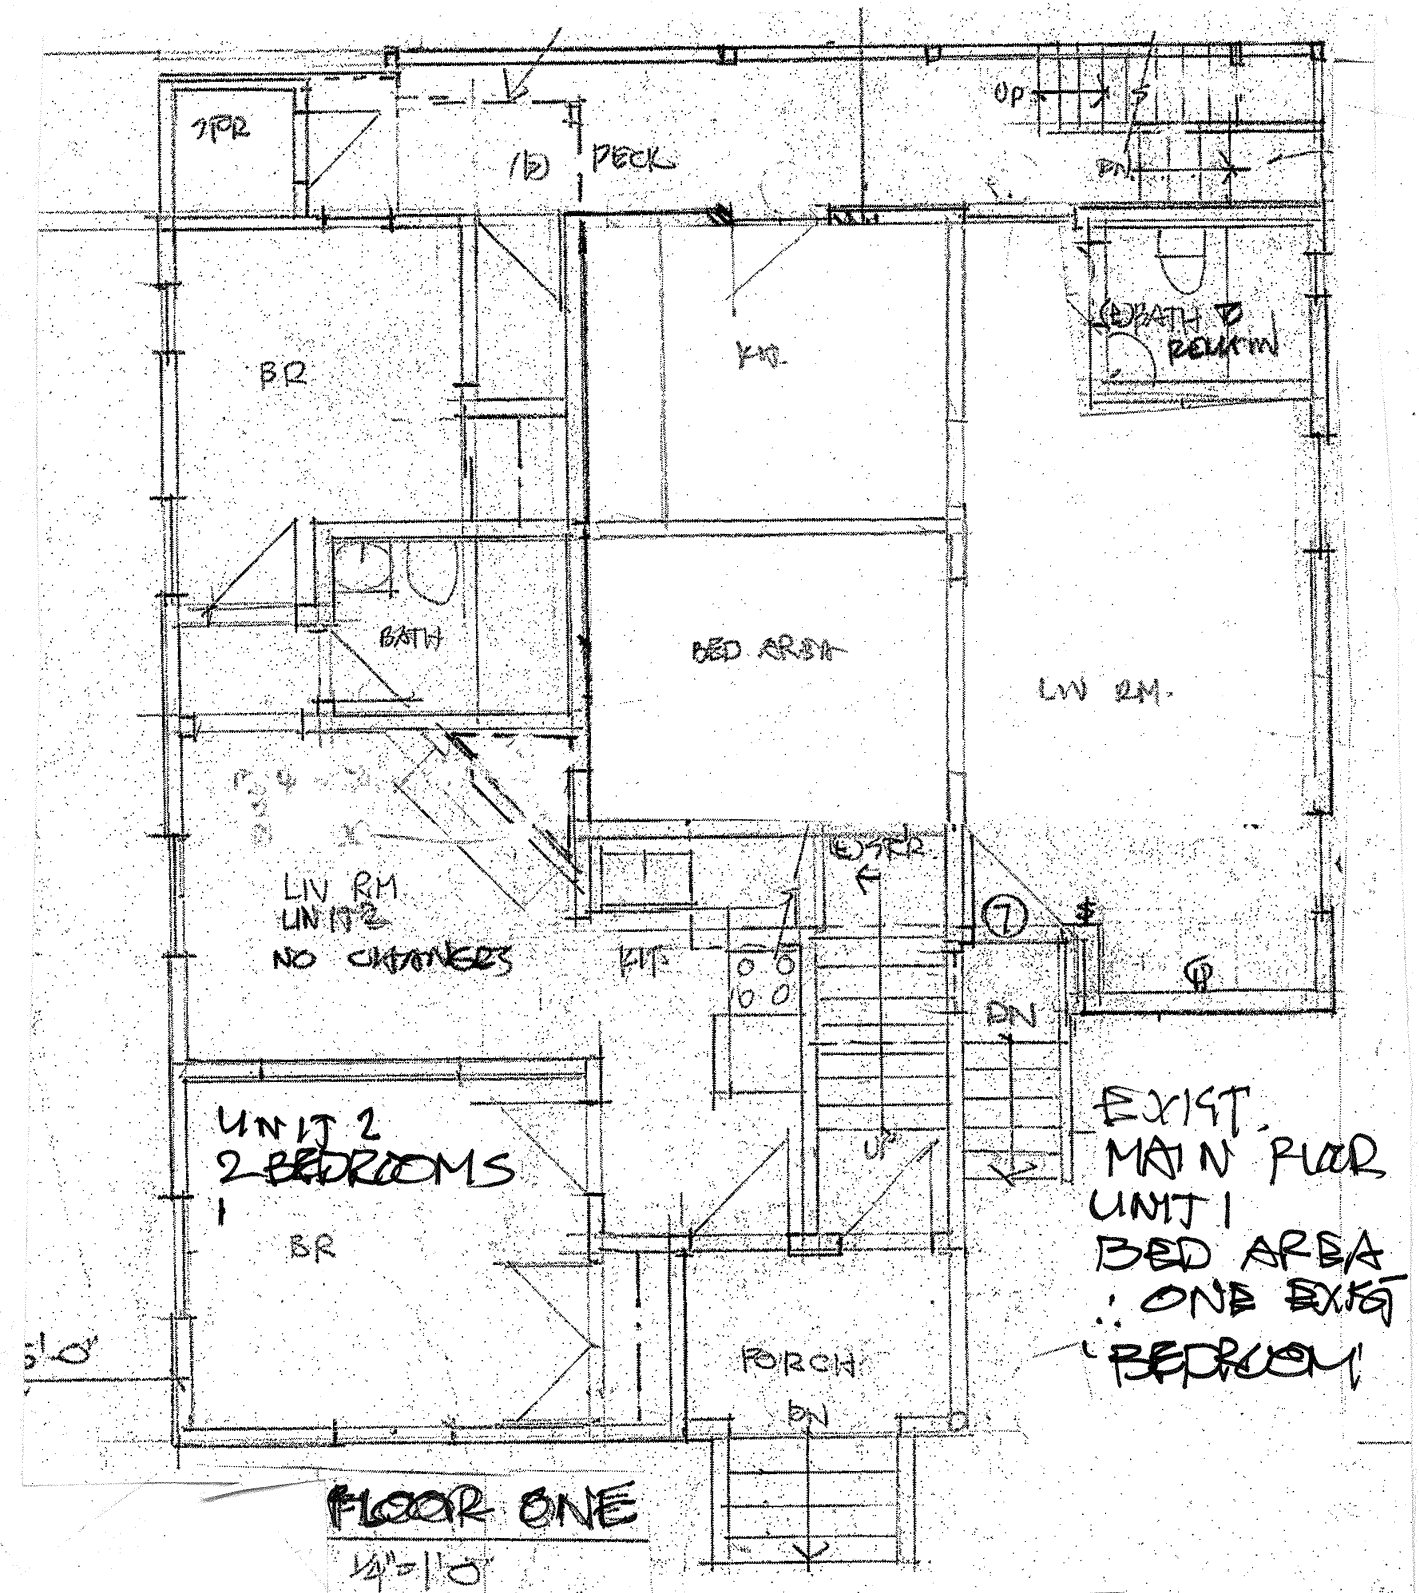 UP
STOR
(E) DECK
DN
(E) BATH TO
REMAIN
KIT.
BR
BATH
BED AREA
LIV RM.
LIV RM
UNIT 2
NO CHANGES
(E) STR.
7
KIT.
DN
UP
UNIT 2
2 BEDROOMS
1
BR
EXIST.
MAIN FLOOR
UNIT 1
BED AREA
∴ ONE EXIST
BEDROOM
PORCH
DN
FLOOR ONE
1/4"=1'0"